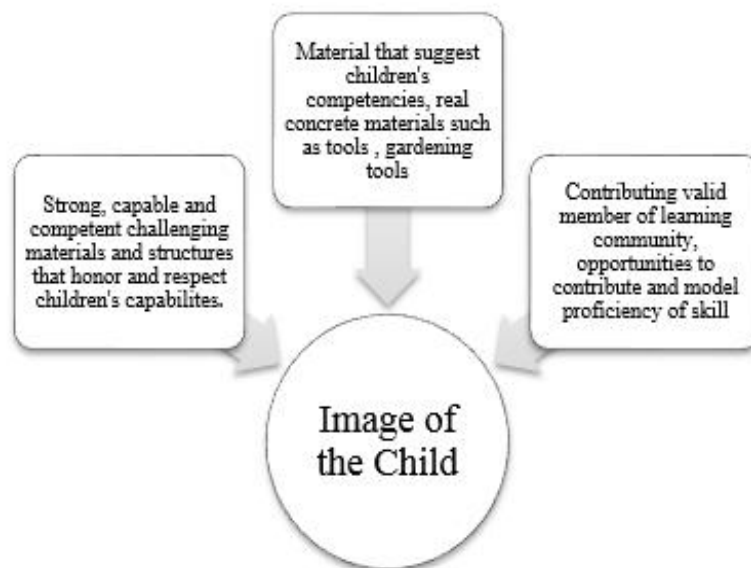 Material that suggest
children's
competencies, real
concrete materials such
as tools , gardening
tools
Strong, capable and
competent challenging
materials and structures
that honor and respect
children's capabilites.
Contributing valid
member of learning
community,
opportunities to
contribute and model
proficiency of skill
Image of
the Child